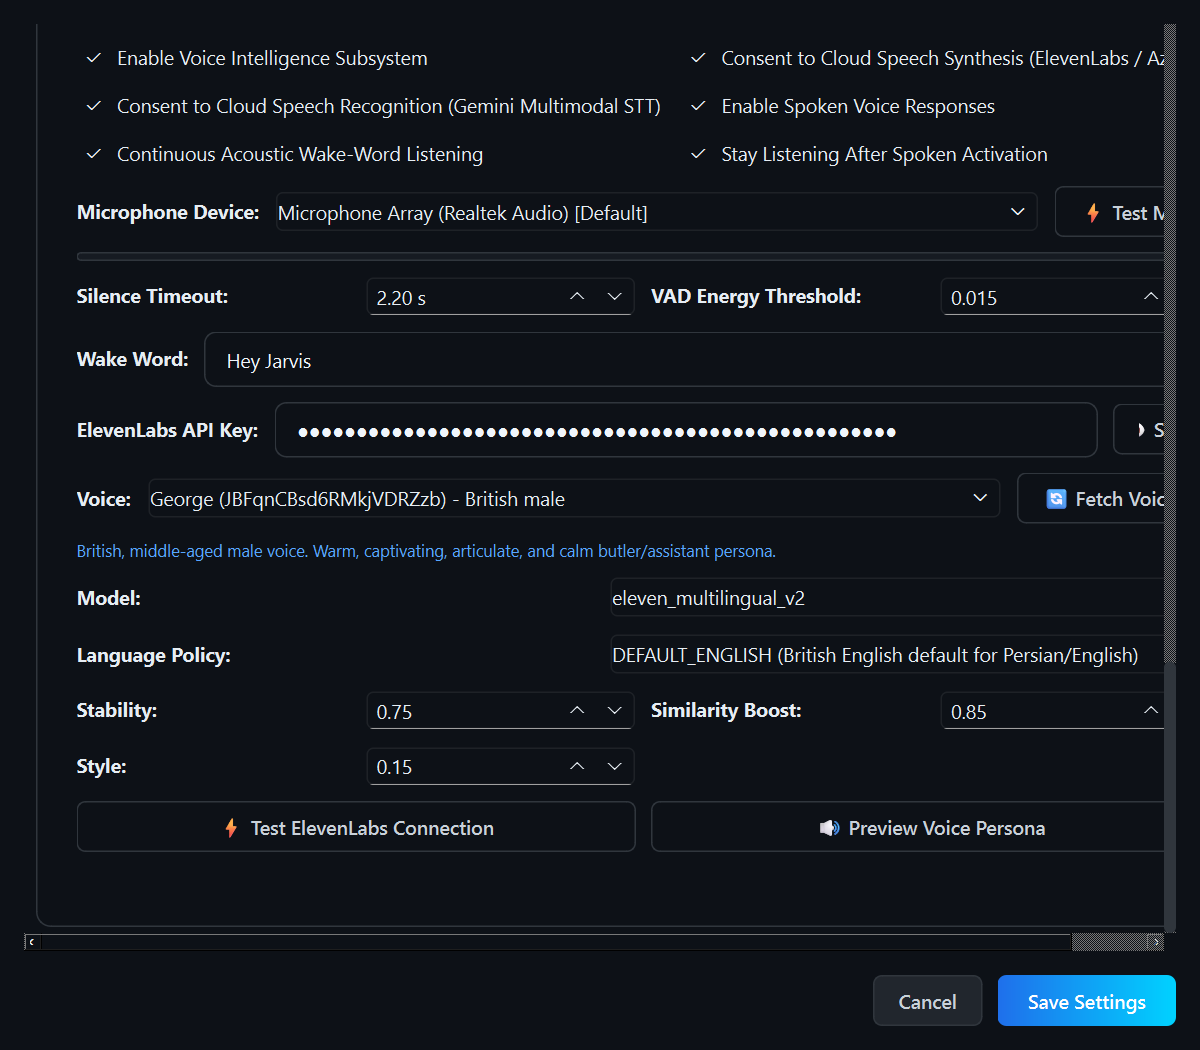 Enable Voice Intelligence Subsystem
Consent to Cloud Speech Synthesis (ElevenLabs / Az
Consent to Cloud Speech Recognition (Gemini Multimodal STT)
Enable Spoken Voice Responses
Continuous Acoustic Wake-Word Listening
Stay Listening After Spoken Activation
Microphone Device: Microphone Array (Realtek Audio) [Default] Test M
Silence Timeout: 2.20 s VAD Energy Threshold: 0.015
Wake Word: Hey Jarvis
ElevenLabs API Key: ●●●●●●●●●●●●●●●●●●●●●●●●●●●●●●●●●●●●●●●●●●●●●●●●●●● S
Voice: George (JBFqnCBsd6RMkjVDRZzb) - British male Fetch Voic
British, middle-aged male voice. Warm, captivating, articulate, and calm butler/assistant persona.
Model: eleven_multilingual_v2
Language Policy: DEFAULT_ENGLISH (British English default for Persian/English)
Stability: 0.75 Similarity Boost: 0.85
Style: 0.15
Test ElevenLabs Connection Preview Voice Persona
Cancel Save Settings